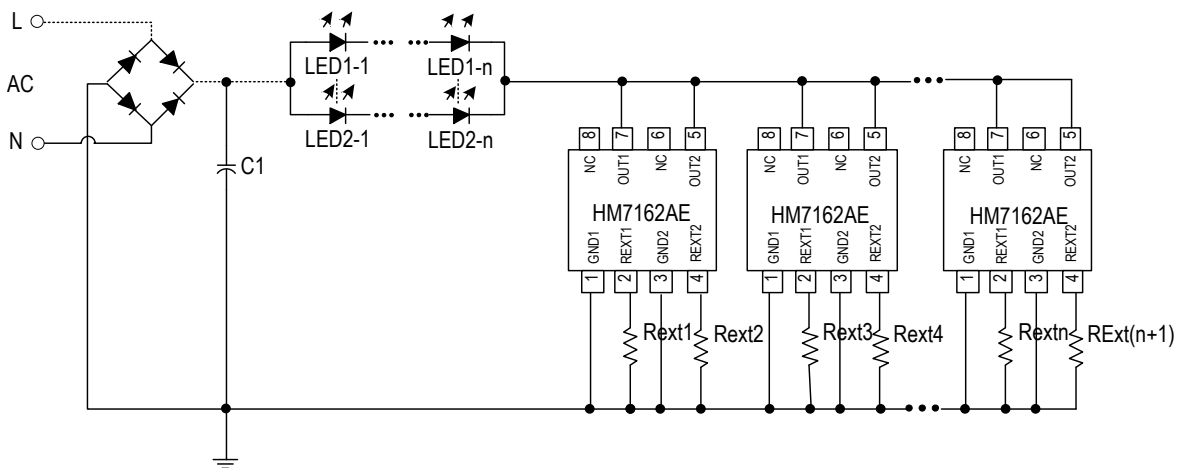 L
AC
N
C1
LED1-1
LED1-n
LED2-1
LED2-n
8 7 6 5
NC OUT1 NC OUT2
HM7162AE
GND1 REXT1 GND2 REXT2
1 2 3 4
Rext1
Rext2
8 7 6 5
NC OUT1 NC OUT2
HM7162AE
GND1 REXT1 GND2 REXT2
1 2 3 4
Rext3
Rext4
8 7 6 5
NC OUT1 NC OUT2
HM7162AE
GND1 REXT1 GND2 REXT2
1 2 3 4
Rextn
RExt(n+1)